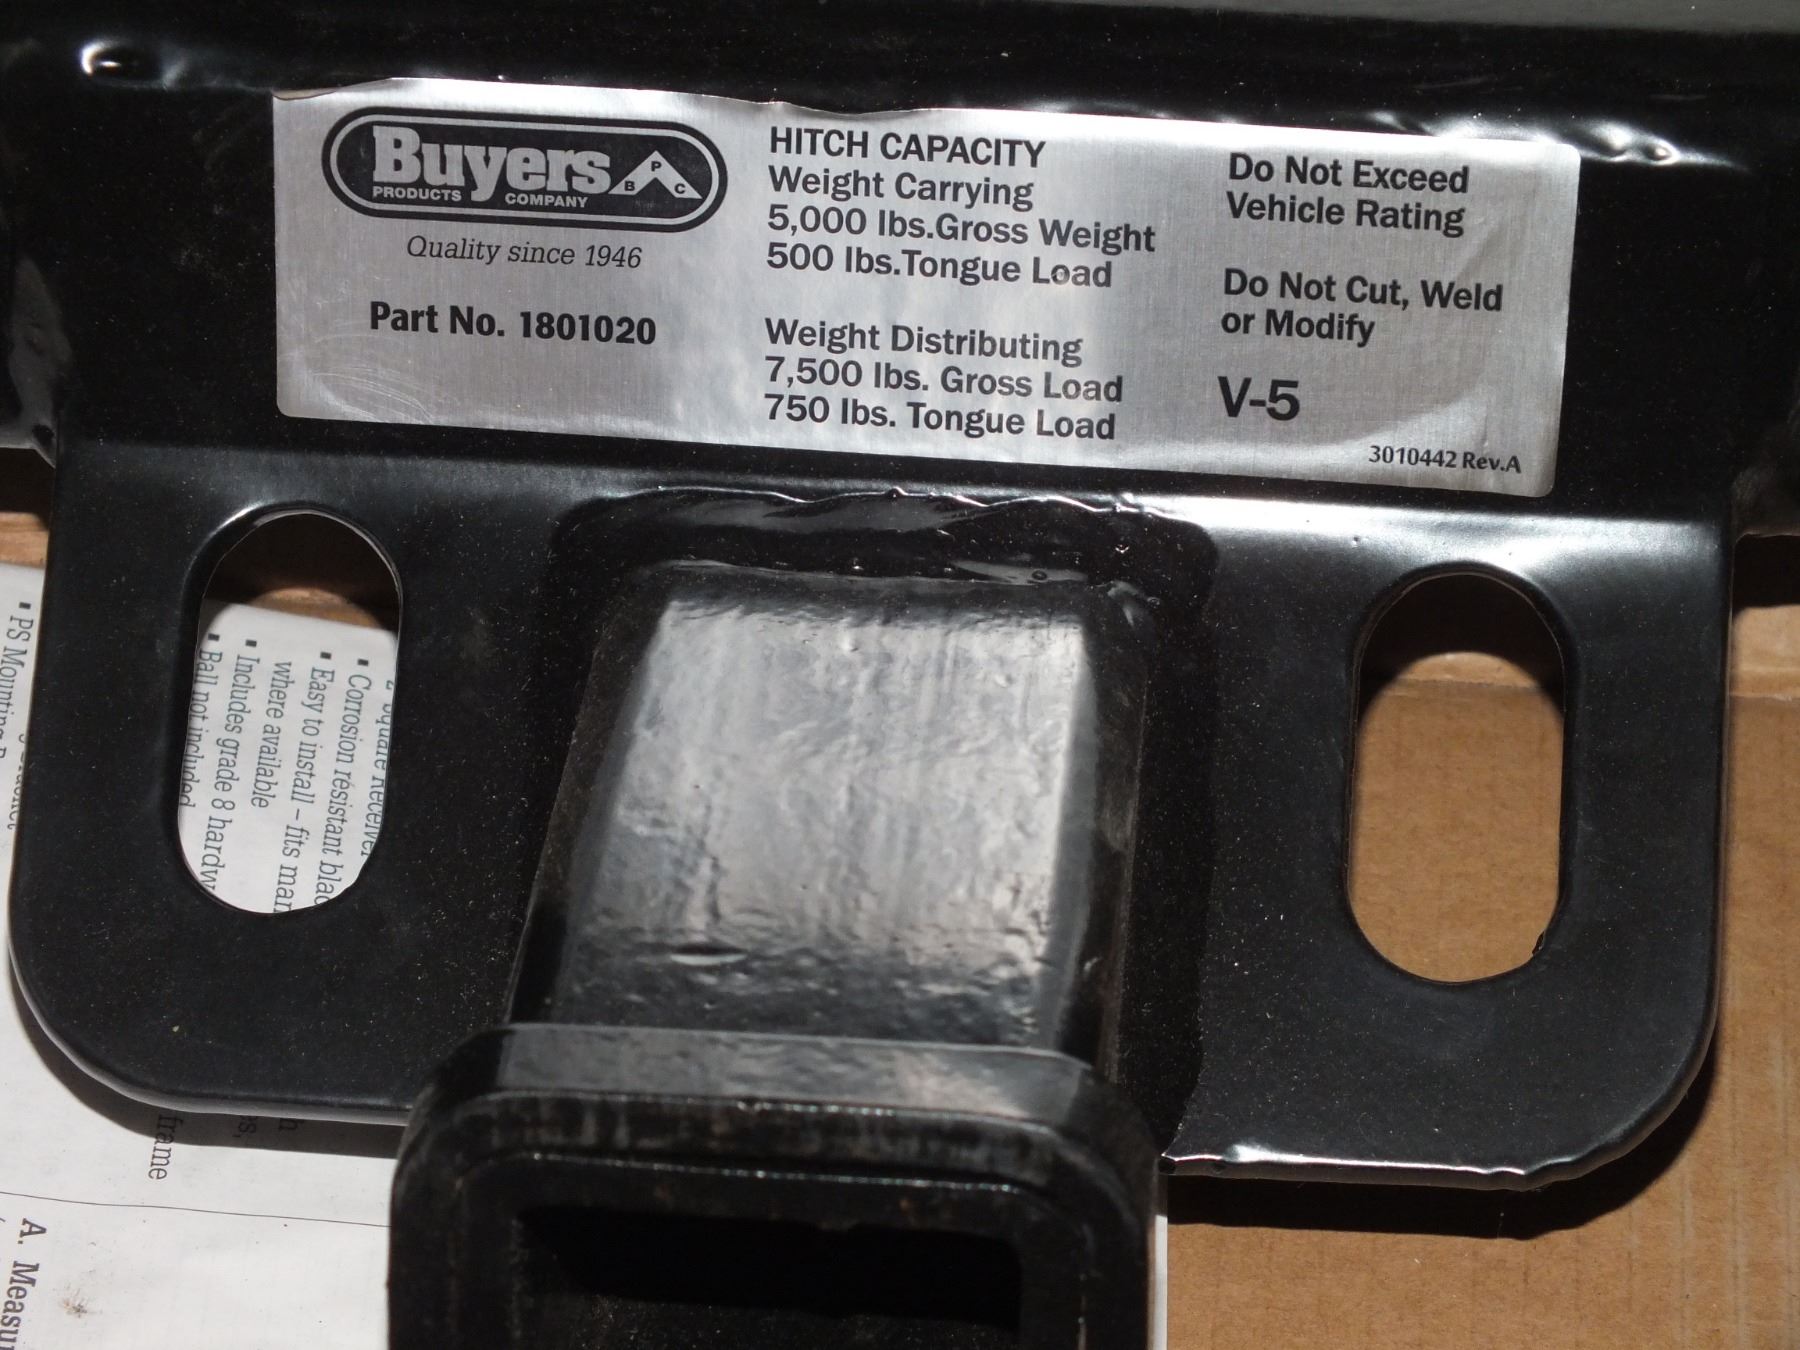 Buyers
PRODUCTS COMPANY
B P C
Quality since 1946
Part No. 1801020
HITCH CAPACITY
Weight Carrying
5,000 lbs.Gross Weight
500 lbs.Tongue Load
Weight Distributing
7,500 lbs. Gross Load
750 lbs. Tongue Load
Do Not Exceed
Vehicle Rating
Do Not Cut, Weld
or Modify
V-5
3010442 Rev.A
▪ Corrosion resistant
▪ Easy to install – fits
where available
▪ Includes grade 8
▪ Ball not included
▪ PS Mounting
frame
A.